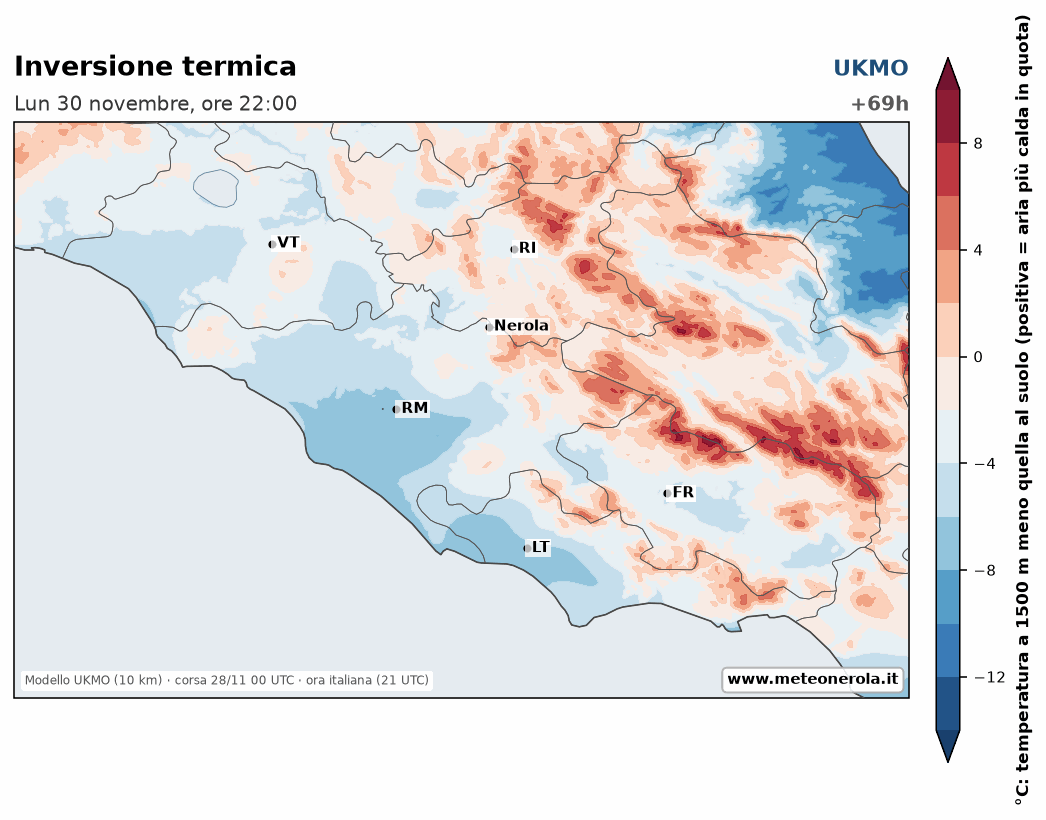 Inversione termica
UKMO
Lun 30 novembre, ore 22:00
+69h
VT
RI
Nerola
RM
FR
LT
Modello UKMO (10 km) · corsa 28/11 00 UTC · ora italiana (21 UTC)
www.meteonerola.it
8
4
0
−4
−8
−12
°C: temperatura a 1500 m meno quella al suolo (positiva = aria più calda in quota)